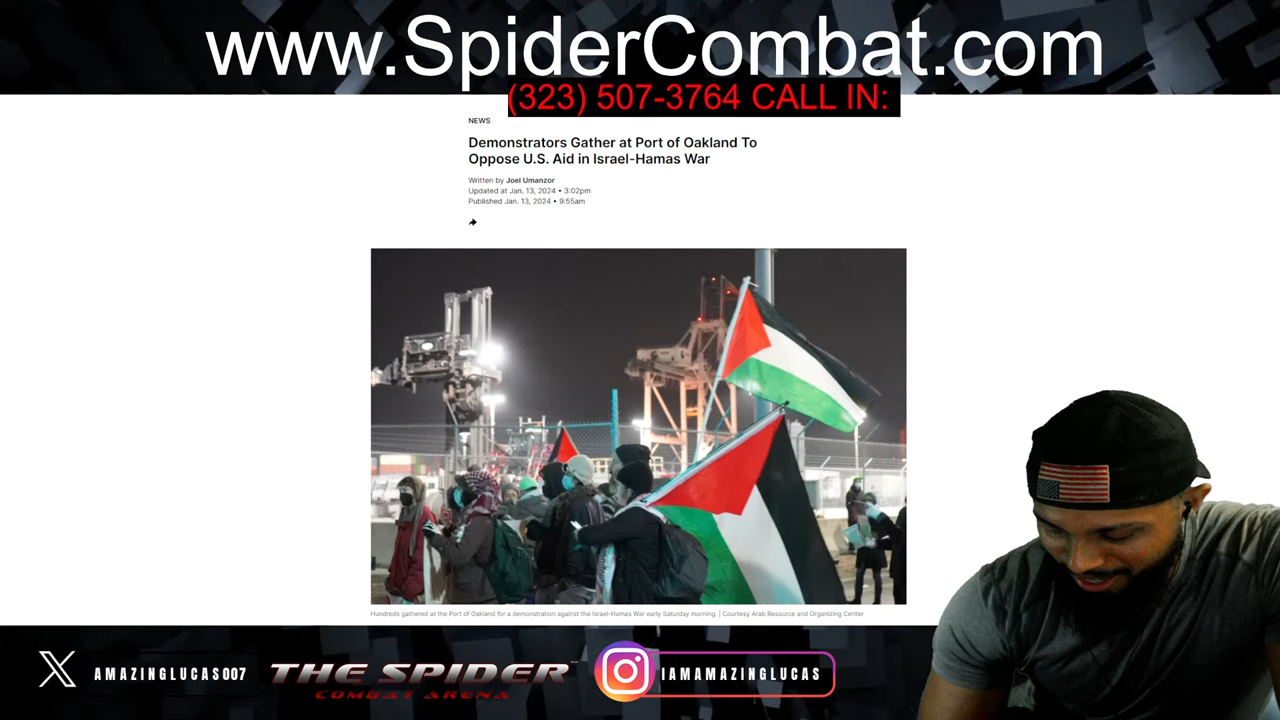 www.SpiderCombat.com
(323) 507-3764 CALL IN:
NEWS
Demonstrators Gather at Port of Oakland To
Oppose U.S. Aid in Israel-Hamas War
Written by Joel Umanzor
Updated at Jan. 13, 2024 • 3:02pm
Published Jan. 13, 2024 • 9:55am
Hundreds gathered at the Port of Oakland for a demonstration against the Israel-Hamas War early Saturday morning. | Courtesy Arab Resource and Organizing Center
AMAZINGLUCAS007
THE SPIDER
COMBAT ARENA
IAMAMAZINGLUCAS